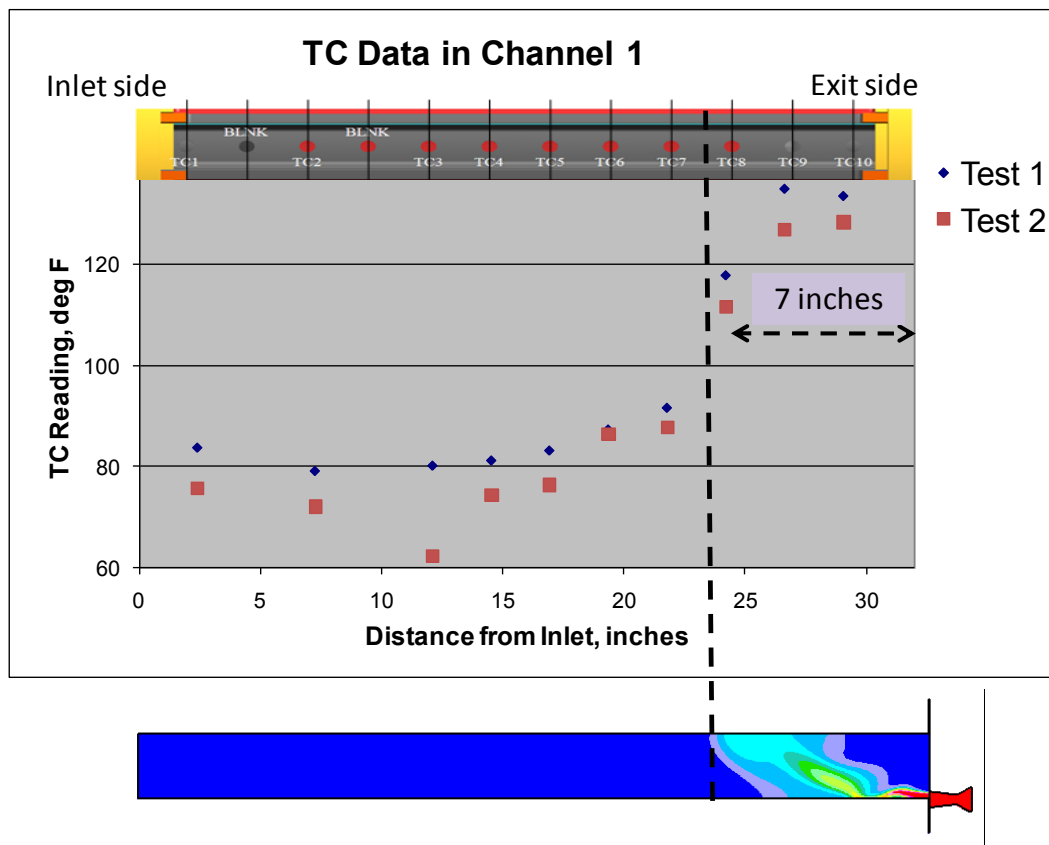 TC Data in Channel 1
Inlet side
Exit side
BLNK BLNK
TC1 TC2 TC3 TC4 TC5 TC6 TC7 TC8 TC9 TC10
Test 1
Test 2
7 inches
TC Reading, deg F
120
100
80
60
0 5 10 15 20 25 30
Distance from Inlet, inches